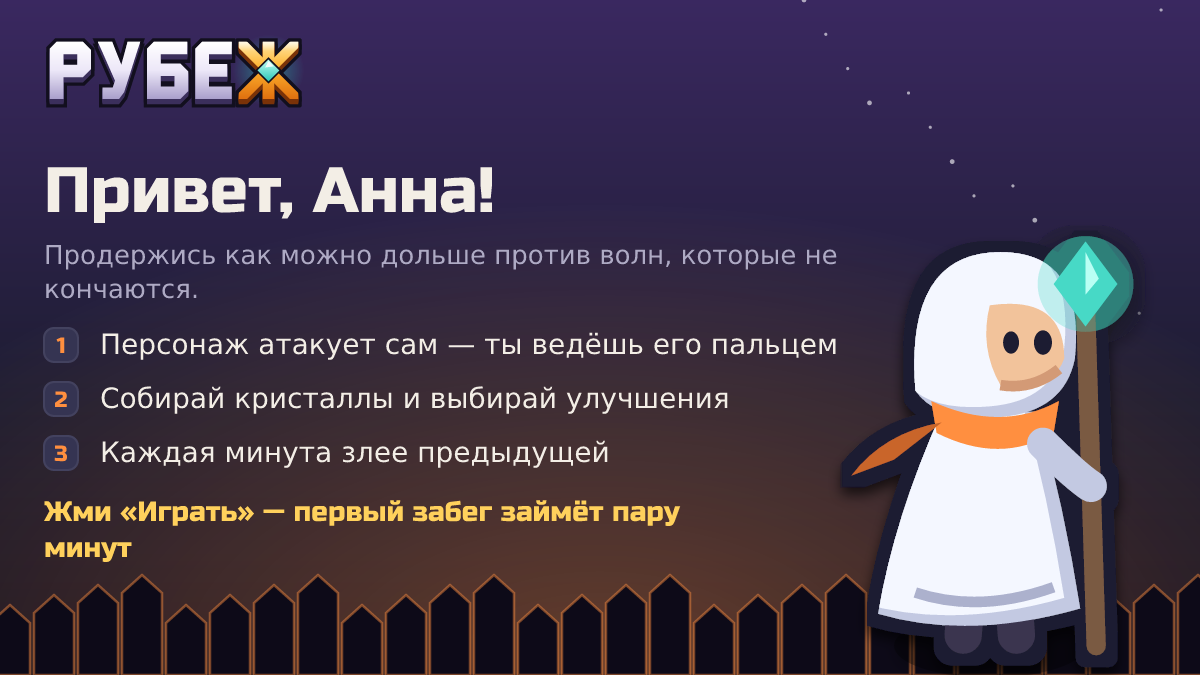 РУБЕЖ
Привет, Анна!
Продержись как можно дольше против волн, которые не
кончаются.
1 Персонаж атакует сам — ты ведёшь его пальцем
2 Собирай кристаллы и выбирай улучшения
3 Каждая минута злее предыдущей
Жми «Играть» — первый забег займёт пару
минут